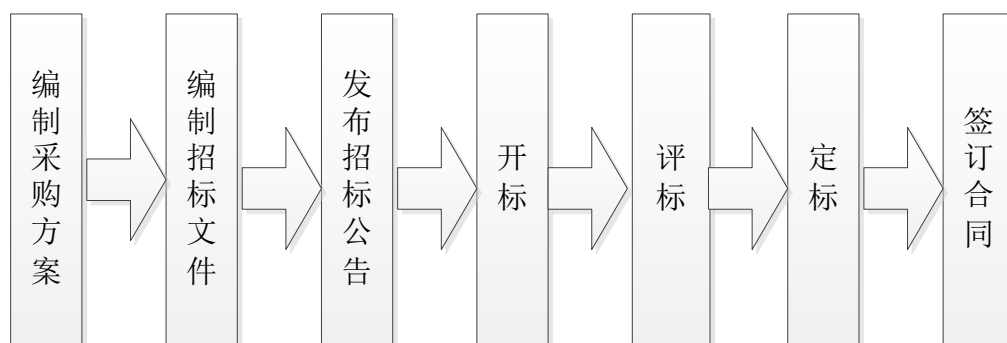 编制采购方案
编制招标文件
发布招标公告
开标
评标
定标
签订合同